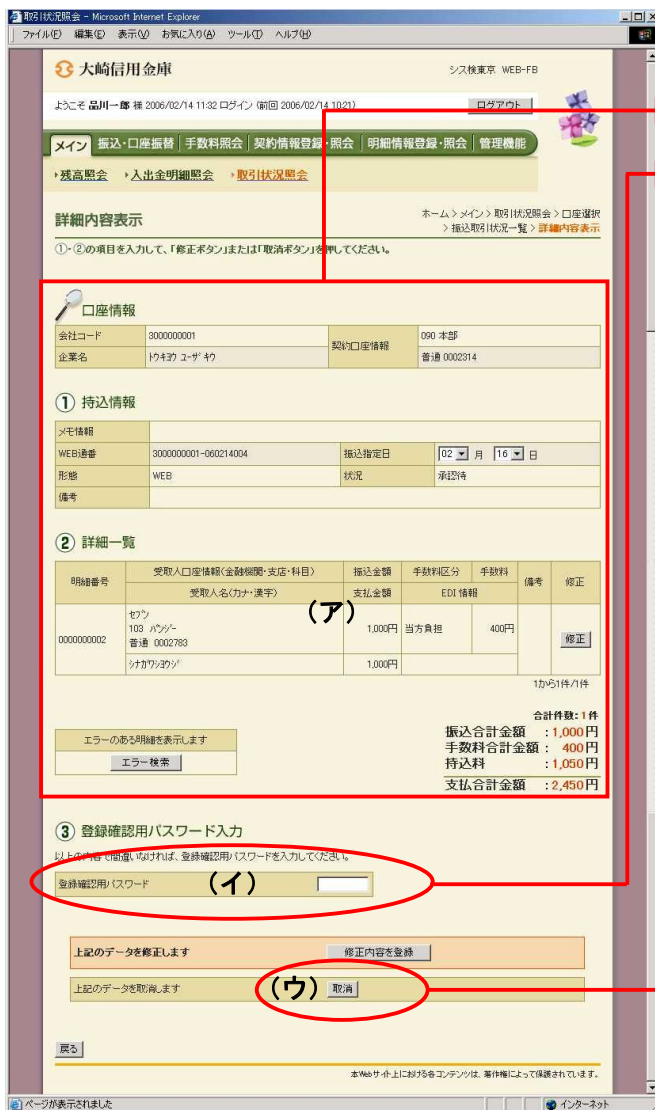 取引状況照会 - Microsoft Internet Explorer
ファイル(F) 編集(E) 表示(V) お気に入り(A) ツール(T) ヘルプ(H)
大崎信用金庫
シス検東京 WEB-FB
ようこそ 品川一郎 様 2006/02/14 11:32 ログイン (前回 2006/02/14 10:21)
ログアウト
メイン 振込・口座振替 手数料照会 契約情報登録・照会 明細情報登録・照会 管理機能
残高照会 入出金明細照会 取引状況照会
詳細内容表示
ホーム > メイン > 取引状況照会 > 口座選択
> 振込取引状況一覧 > 詳細内容表示
①・②の項目を入力して、「修正ボタン」または「取消ボタン」を押してください。
口座情報
会社コード 3000000001 契約口座情報 090 本部
企業名 トウキヨウ ユーザ キウ 普通 0002314
① 持込情報
メモ情報
WEB通番 3000000001-060214004 振込指定日 02 月 16 日
形態 WEB 状況 承認待
備考
② 詳細一覧
明細番号 受取人口座情報(金融機関・支店・科目) 振込金額 手数料区分 手数料 備考 修正
受取人名(カナ・漢字) 支払金額 EDI 情報
(ア)
0000000002 セブン
103 バンジー 1,000円 当方負担 400円 修正
普通 0002783
シナガワシヨウジ 1,000円
1から1件/1件
合計件数: 1 件
エラーのある明細を表示します
エラー検索
振込合計金額 : 1,000 円
手数料合計金額 : 400 円
持込料 : 1,050 円
支払合計金額 : 2,450 円
③ 登録確認用パスワード入力
以上の内容で間違いなければ、登録確認用パスワードを入力してください。
登録確認用パスワード (イ)
上記のデータを修正します 修正内容を登録
上記のデータを取消します (ウ) 取消
戻る
本Webサイト上における各コンテンツは、著作権によって保護されています。
ページが表示されました インターネット